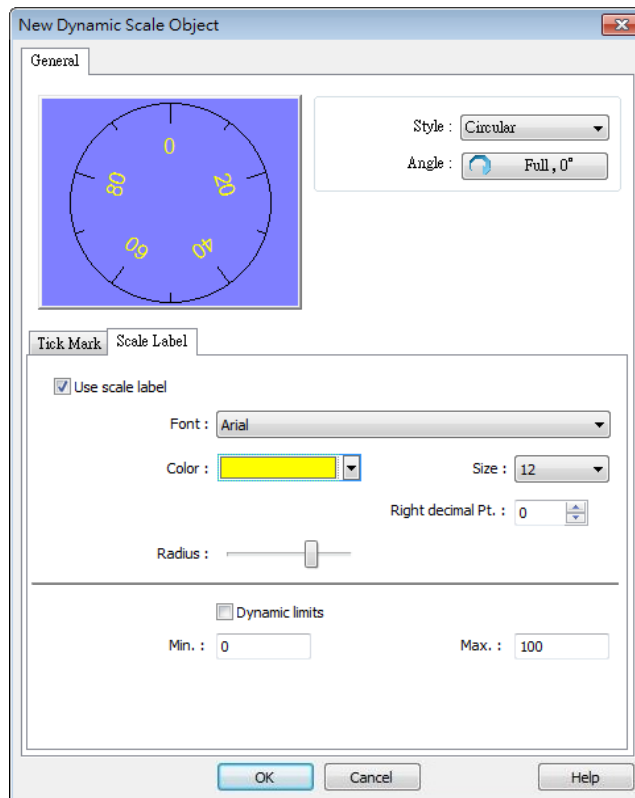 New Dynamic Scale Object
General
0
20
40
60
80
Style : Circular
Angle : Full , 0°
Tick Mark Scale Label
Use scale label
Font : Arial
Color : Size : 12
Right decimal Pt. : 0
Radius :
Dynamic limits
Min. : 0 Max. : 100
OK Cancel Help